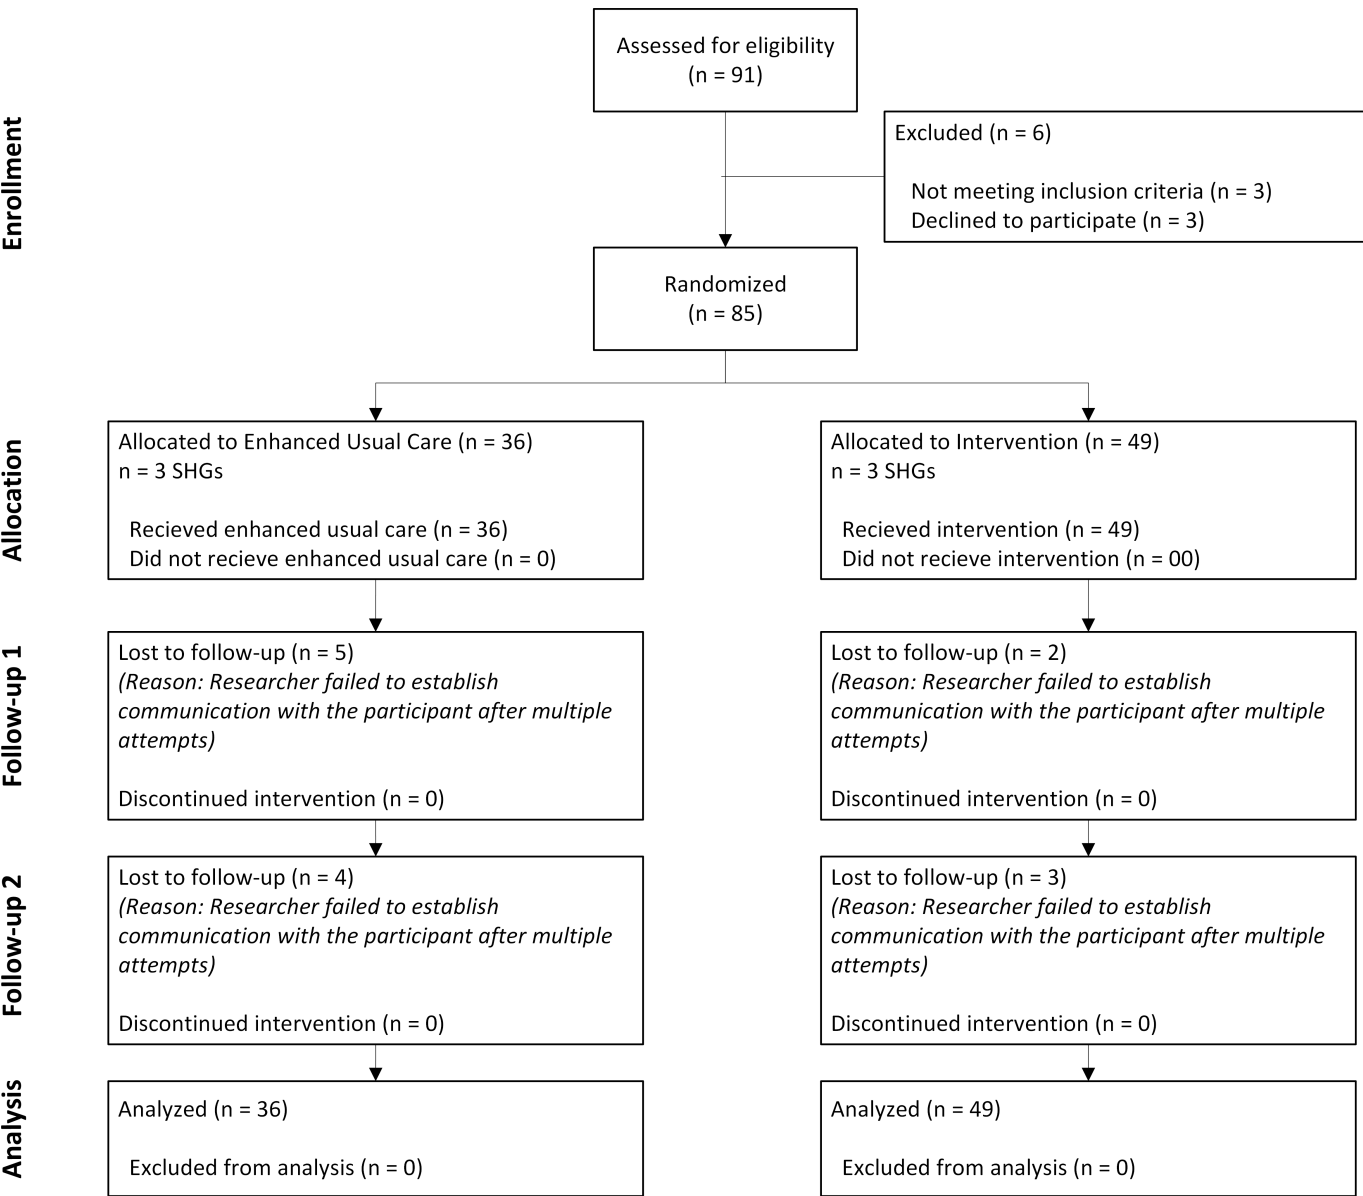 Assessed for eligibility
(n = 91)
Enrollment
Excluded (n = 6)
Not meeting inclusion criteria (n = 3)
Declined to participate (n = 3)
Randomized
(n = 85)
Allocation
Allocated to Enhanced Usual Care (n = 36)
n = 3 SHGs
Recieved enhanced usual care (n = 36)
Did not recieve enhanced usual care (n = 0)
Allocated to Intervention (n = 49)
n = 3 SHGs
Recieved intervention (n = 49)
Did not recieve intervention (n = 00)
Follow-up 1
Lost to follow-up (n = 5)
(Reason: Researcher failed to establish
communication with the participant after multiple
attempts)
Discontinued intervention (n = 0)
Lost to follow-up (n = 2)
(Reason: Researcher failed to establish
communication with the participant after multiple
attempts)
Discontinued intervention (n = 0)
Follow-up 2
Lost to follow-up (n = 4)
(Reason: Researcher failed to establish
communication with the participant after multiple
attempts)
Discontinued intervention (n = 0)
Lost to follow-up (n = 3)
(Reason: Researcher failed to establish
communication with the participant after multiple
attempts)
Discontinued intervention (n = 0)
Analysis
Analyzed (n = 36)
Excluded from analysis (n = 0)
Analyzed (n = 49)
Excluded from analysis (n = 0)